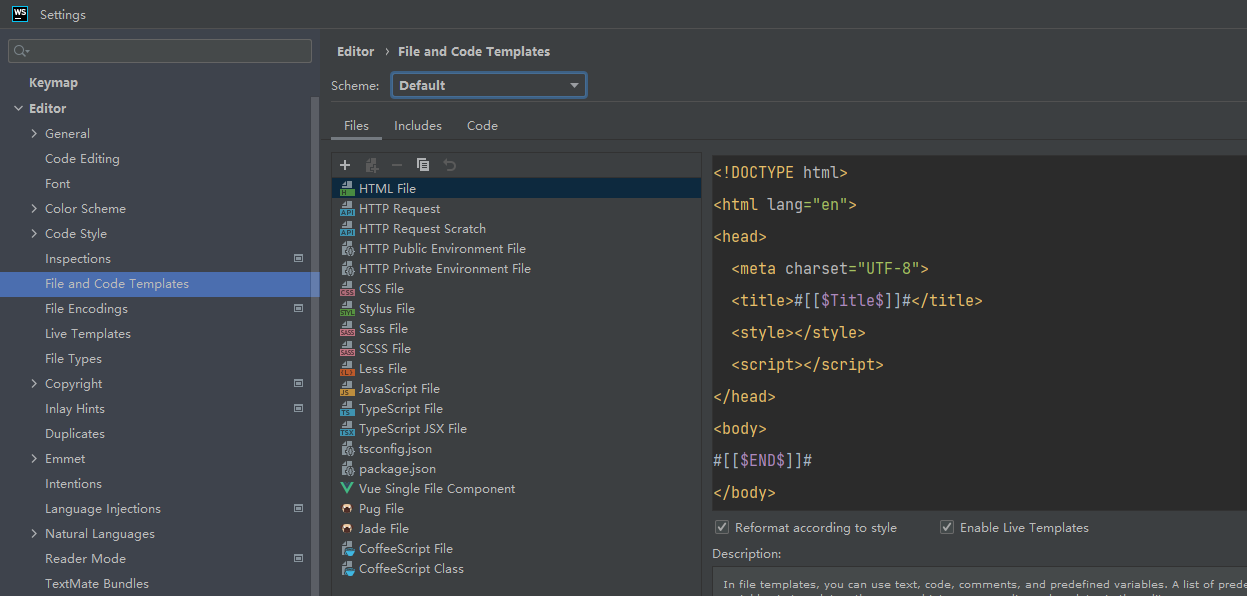 WS Settings
Keymap
Editor
General
Code Editing
Font
Color Scheme
Code Style
Inspections
File and Code Templates
File Encodings
Live Templates
File Types
Copyright
Inlay Hints
Duplicates
Emmet
Intentions
Language Injections
Natural Languages
Reader Mode
TextMate Bundles
Editor › File and Code Templates
Scheme: Default
Files Includes Code
HTML File
HTTP Request
HTTP Request Scratch
HTTP Public Environment File
HTTP Private Environment File
CSS File
Stylus File
Sass File
SCSS File
Less File
JavaScript File
TypeScript File
TypeScript JSX File
tsconfig.json
package.json
Vue Single File Component
Pug File
Jade File
CoffeeScript File
CoffeeScript Class
<!DOCTYPE html>
<html lang="en">
<head>
<meta charset="UTF-8">
<title>#[[$Title$]]#</title>
<style></style>
<script></script>
</head>
<body>
#[[$END$]]#
</body>
Reformat according to style Enable Live Templates
Description:
In file templates, you can use text, code, comments, and predefined variables. A list of prede